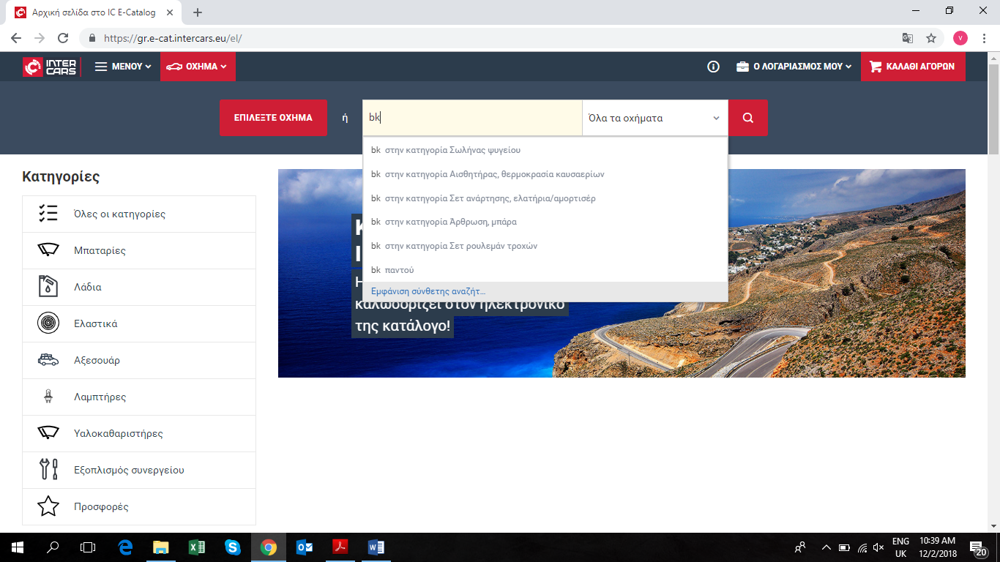 Αρχική σελίδα στο IC E-Catalog
https://gr.e-cat.intercars.eu/el/
v
INTER CARS
ΜΕΝΟΥ
ΟΧΗΜΑ
Ο ΛΟΓΑΡΙΑΣΜΟΣ ΜΟΥ
ΚΑΛΑΘΙ ΑΓΟΡΩΝ
ΕΠΙΛΕΞΤΕ ΟΧΗΜΑ
ή
bk
Όλα τα οχήματα
bk στην κατηγορία Σωλήνας ψυγείου
bk στην κατηγορία Αισθητήρας, θερμοκρασία καυσαερίων
bk στην κατηγορία Σετ ανάρτησης, ελατήρια/αμορτισέρ
bk στην κατηγορία Άρθρωση, μπάρα
bk στην κατηγορία Σετ ρουλεμάν τροχών
bk παντού
Εμφάνιση σύνθετης αναζήτ...
Κατηγορίες
Όλες οι κατηγορίες
Μπαταρίες
Λάδια
Ελαστικά
Αξεσουάρ
Λαμπτήρες
Υαλοκαθαριστήρες
Εξοπλισμός συνεργείου
Προσφορές
καλωσορίζει στον ηλεκτρονικό
της κατάλογο!
ENG
UK
10:39 AM
12/2/2018
20